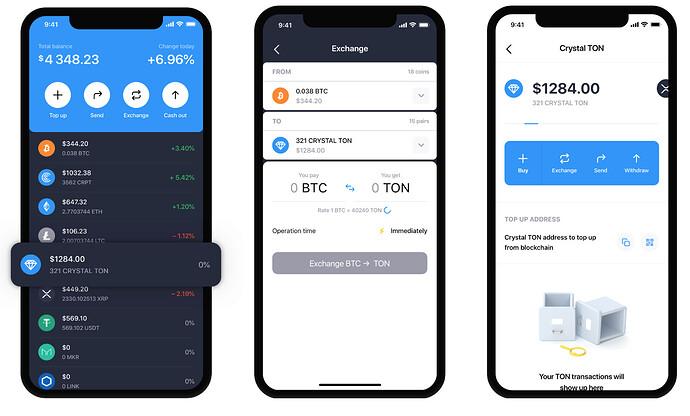 9:41
Total balance
Change today
$4 348.23
+6.96%
Top up
Send
Exchange
Cash out
$344.20
0.038 BTC
+3.40%
$1032.38
3662 CRPT
+ 5.42%
$647.32
2.7703744 ETH
+1.20%
$106.23
2.00703744 LTC
− 1.12%
$1284.00
321 CRYSTAL TON
0%
$449.20
2330.102513 XRP
− 2.19%
$569.10
569.102 USDT
0%
$0
0 MKR
0%
$0
0 LINK
0%
9:41
Exchange
FROM
18 coins
0.038 BTC
$344.20
TO
15 pairs
321 CRYSTAL TON
$1284.00
You pay
You get
0 BTC
0 TON
Rate 1 BTC = 40240 TON
Operation time
Immediately
Exchange BTC → TON
9:41
Crystal TON
$1284.00
321 CRYSTAL TON
Buy
Exchange
Send
Withdraw
TOP UP ADDRESS
Crystal TON address to top up
from blockchain
Your TON transactions will
show up here